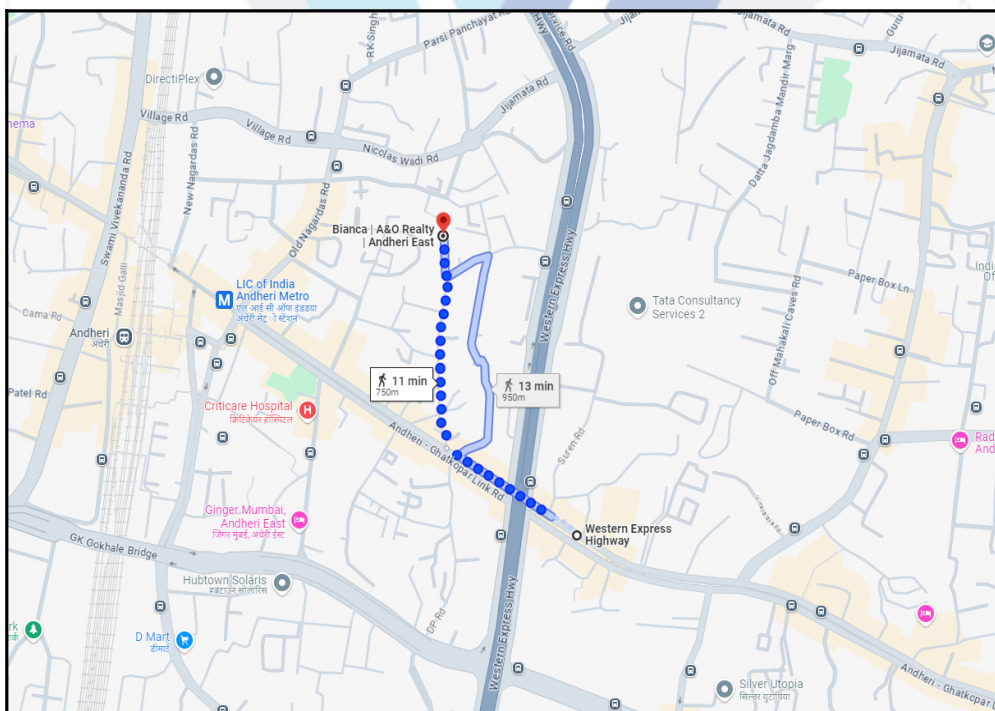 RK Singh
Parsi Panchayat Rd
Hwy
Service Rd
Jijamata Rd
DirectiPlex
Village Rd
Village Rd
Nicolas Wadi Rd
Jijamata Rd
New Nagardas Rd
Old Nagardas Rd
Swami Vivekananda Rd
Masjid Galli
Datta Jagdamba Mandir Marg
Western Express Hwy
Bianca | A&O Realty
| Andheri East
LIC of India
Andheri Metro
Cama Rd
Andheri
अंधेरी
Patel Rd
Tata Consultancy
Services 2
Paper Box Ln
Off Mahakali Caves Rd
11 min
750m
13 min
950m
Criticare Hospital
क्रिटिकेयर हॉस्पिटल
Paper Box Rd
Andheri - Ghatkopar Link Rd
Suren Rd
Ginger Mumbai,
Andheri East
जिंजर मुंबई, अंधेरी ईस्ट
Western Express
Highway
GK Gokhale Bridge
Hubtown Solaris
हबटाउन सोलारिस
DP Rd
Western Express Hwy
D Mart
डीमार्ट
Silver Utopia
सिल्वर युटोपिया
Andheri - Ghatkopar L